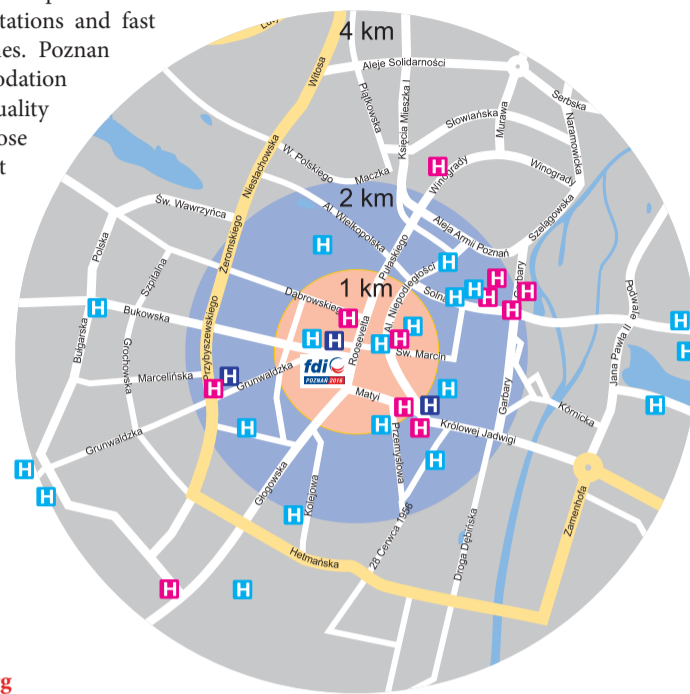 tations and fast
es. Poznan
odation
uality
ose
t
4 km
Witosa
Aleje Solidarności
Piątkowska
Księcia Mieszka I
Słowiańska
Murawa
Serbska
Naramowicka
Niestachowska
W. Polskiego
Maczka
H
Winogrady
Winogrady
2 km
Św. Wawrzyńca
Al. Wielkopolska
Aleja Armii Poznań
Szelągowska
Żeromskiego
Pułaskiego
H
H
Polska
Szpitalna
1 km
Al. Niepodległości
Solna
H
H
H
H
H
H
Garbary
Podwale
Dąbrowskiego
H
Bukowska
Przybyszewskiego
Roosevelta
H
H
H
H
H
H
H
H
Św. Marcin
Bułgarska
Grochowska
Jana Pawła II
Marcelińska
Grunwaldzka
fdi
POZNAŃ 2016
H
H
Matyi
H
H
H
H
H
H
Garbary
Kórnicka
H
Grunwaldzka
H
Przemysłowa
Królowej Jadwigi
H
H
H
Głogowska
Kolejowa
H
28 Czerwca 1956
Droga Dębińska
Zamenhofa
Hetmańska
H
H
g